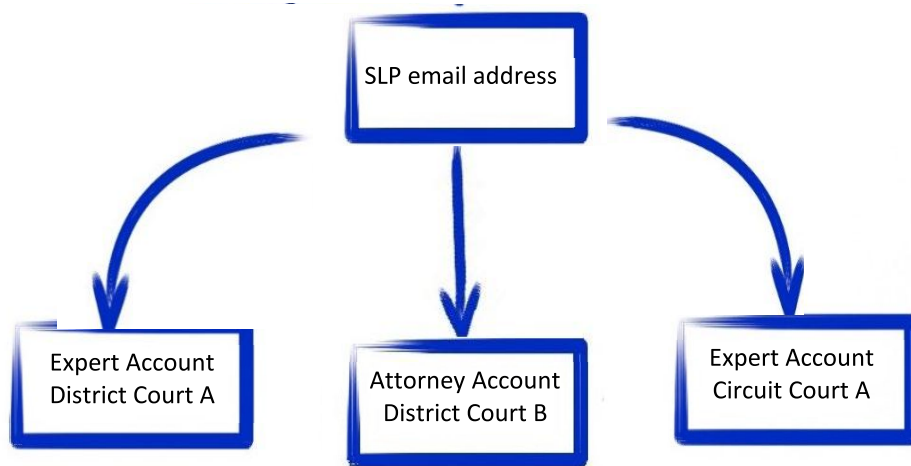 SLP email address
Expert Account
District Court A
Attorney Account
District Court B
Expert Account
Circuit Court A